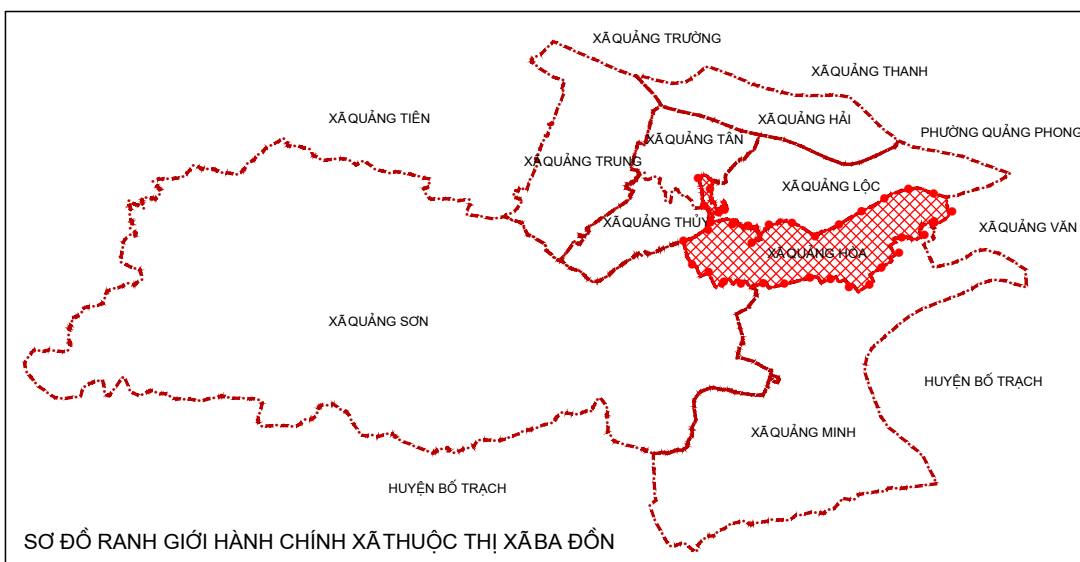 XÃ QUẢNG TRƯỜNG
XÃ QUẢNG THANH
XÃ QUẢNG TIÊN
XÃ QUẢNG HẢI
PHƯỜNG QUẢNG PHONG
XÃ QUẢNG TÂN
XÃ QUẢNG TRUNG
XÃ QUẢNG LỘC
XÃ QUẢNG THỦY
XÃ QUẢNG VĂN
XÃ QUẢNG HÒA
XÃ QUẢNG SƠN
HUYỆN BỐ TRẠCH
XÃ QUẢNG MINH
HUYỆN BỐ TRẠCH
SƠ ĐỒ RANH GIỚI HÀNH CHÍNH XÃ THUỘC THỊ XÃ BA ĐỒN